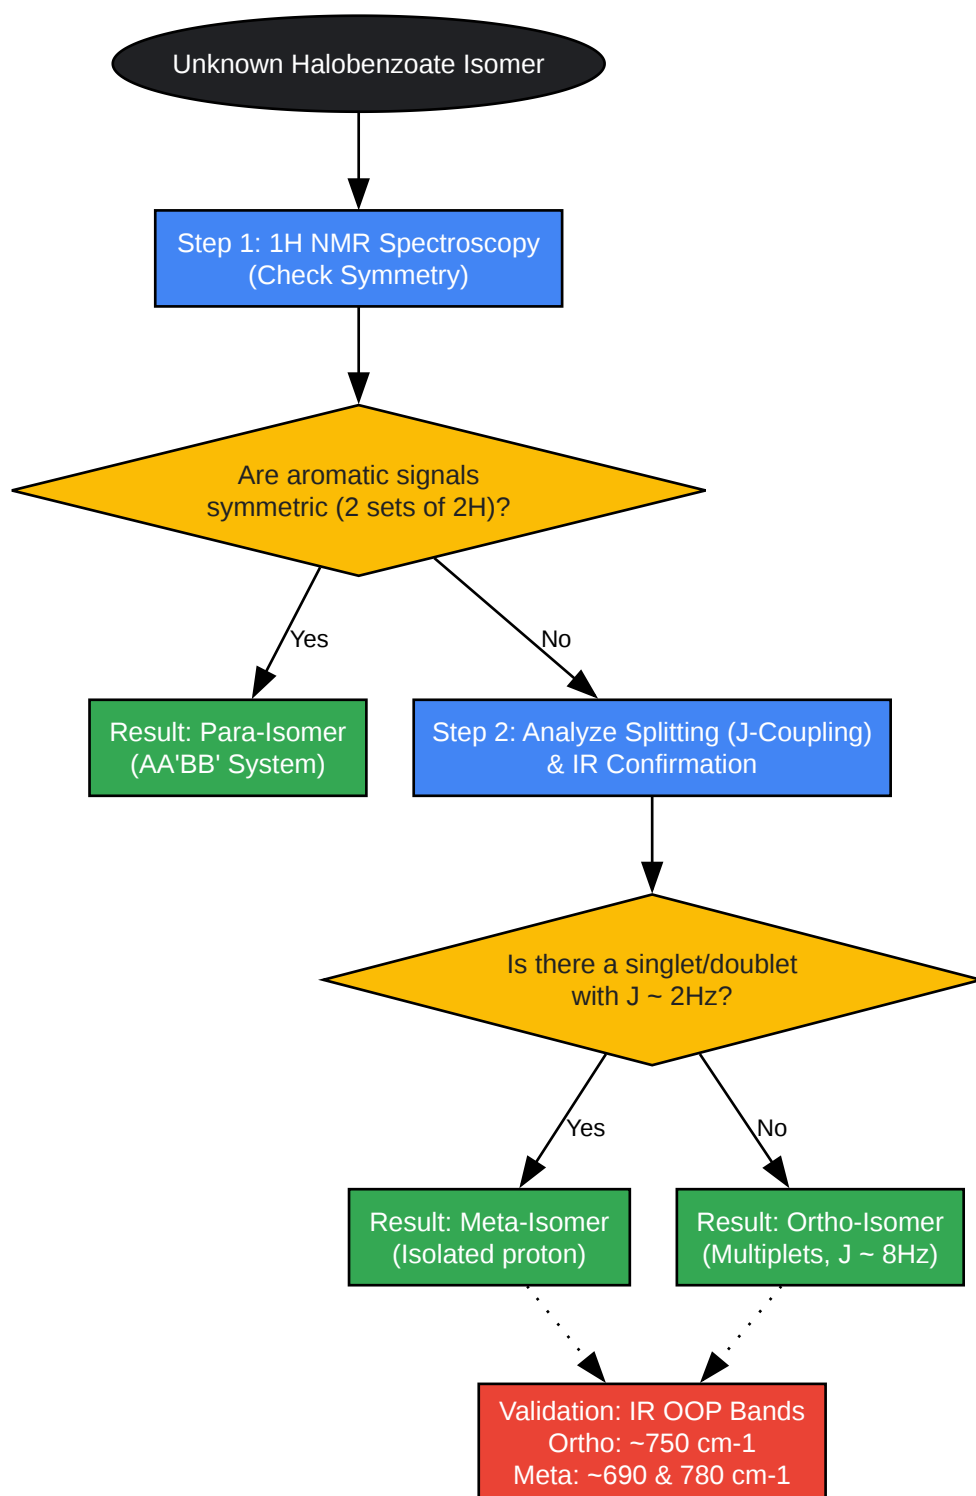 Unknown Halobenzoate Isomer
Step 1: 1H NMR Spectroscopy
(Check Symmetry)
Are aromatic signals
symmetric (2 sets of 2H)?
Yes
No
Result: Para-Isomer
(AA'BB' System)
Step 2: Analyze Splitting (J-Coupling)
& IR Confirmation
Is there a singlet/doublet
with J ~ 2Hz?
Yes
No
Result: Meta-Isomer
(Isolated proton)
Result: Ortho-Isomer
(Multiplets, J ~ 8Hz)
Validation: IR OOP Bands
Ortho: ~750 cm-1
Meta: ~690 & 780 cm-1